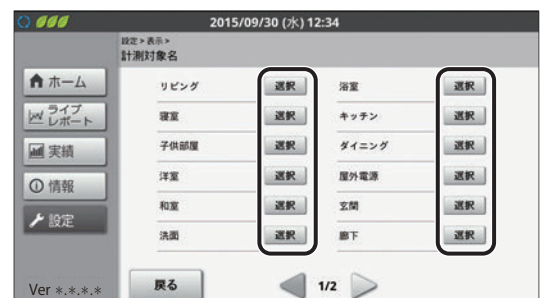 2015/09/30 (水) 12:34
設定 > 表示 >
計測対象名
ホーム
ライブ
レポート
実績
情報
設定
Ver *.*.*.*
リビング 選択 浴室 選択
寝室 選択 キッチン 選択
子供部屋 選択 ダイニング 選択
洋室 選択 屋外電源 選択
和室 選択 玄関 選択
洗面 選択 廊下 選択
戻る 1/2